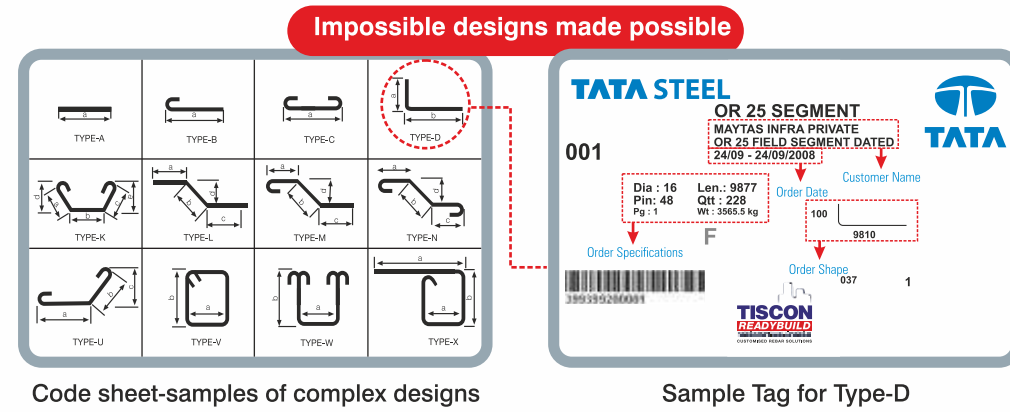 Impossible designs made possible
a
TYPE-A
a
TYPE-B
a
TYPE-C
a
b
TYPE-D
d
a
b
c
e
TYPE-K
a
b
d
c
TYPE-L
a
b
d
c
TYPE-M
a
b
d
c
TYPE-N
a
b
c
TYPE-U
b
a
TYPE-V
b
a
TYPE-W
a
a
b
TYPE-X
Code sheet-samples of complex designs
TATA STEEL
TATA
OR 25 SEGMENT
MAYTAS INFRA PRIVATE
OR 25 FIELD SEGMENT DATED
24/09 - 24/09/2008
001
Customer Name
Order Date
Dia : 16 Len.: 9877
Pin: 48 Qtt : 228
Pg : 1 Wt : 3565.5 kg
100
9810
F
Order Specifications
Order Shape
037 1
399399200001
TISCON
READYBUILD
CUSTOMISED REBAR SOLUTIONS
Sample Tag for Type-D